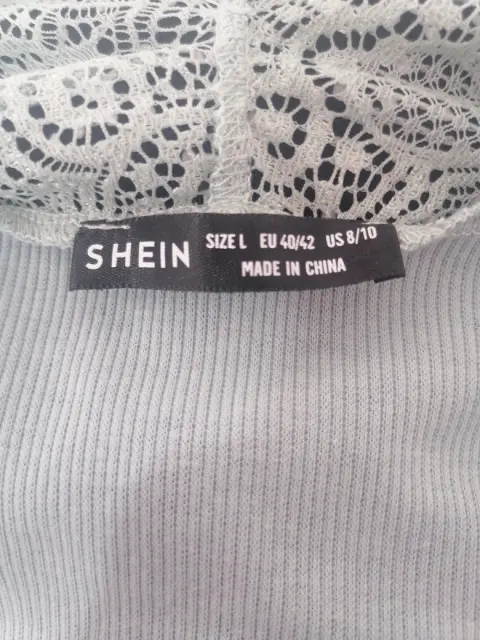 SHEIN
SIZE L EU 40/42 US 8/10
MADE IN CHINA